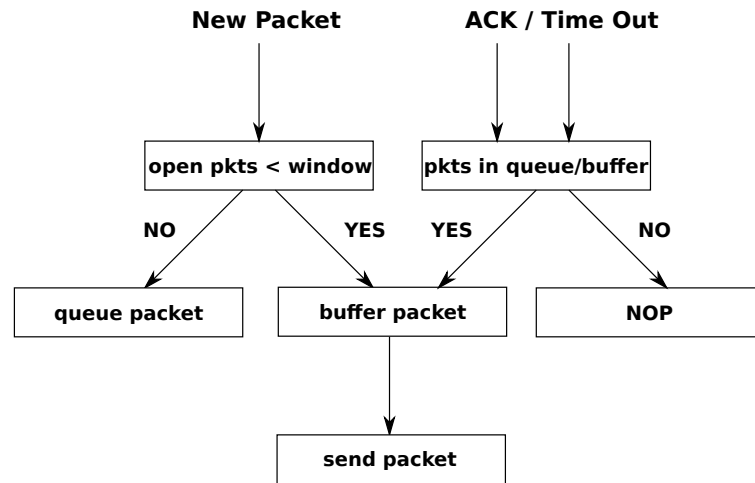 New Packet
ACK / Time Out
open pkts < window
pkts in queue/buffer
NO
YES
YES
NO
queue packet
buffer packet
NOP
send packet